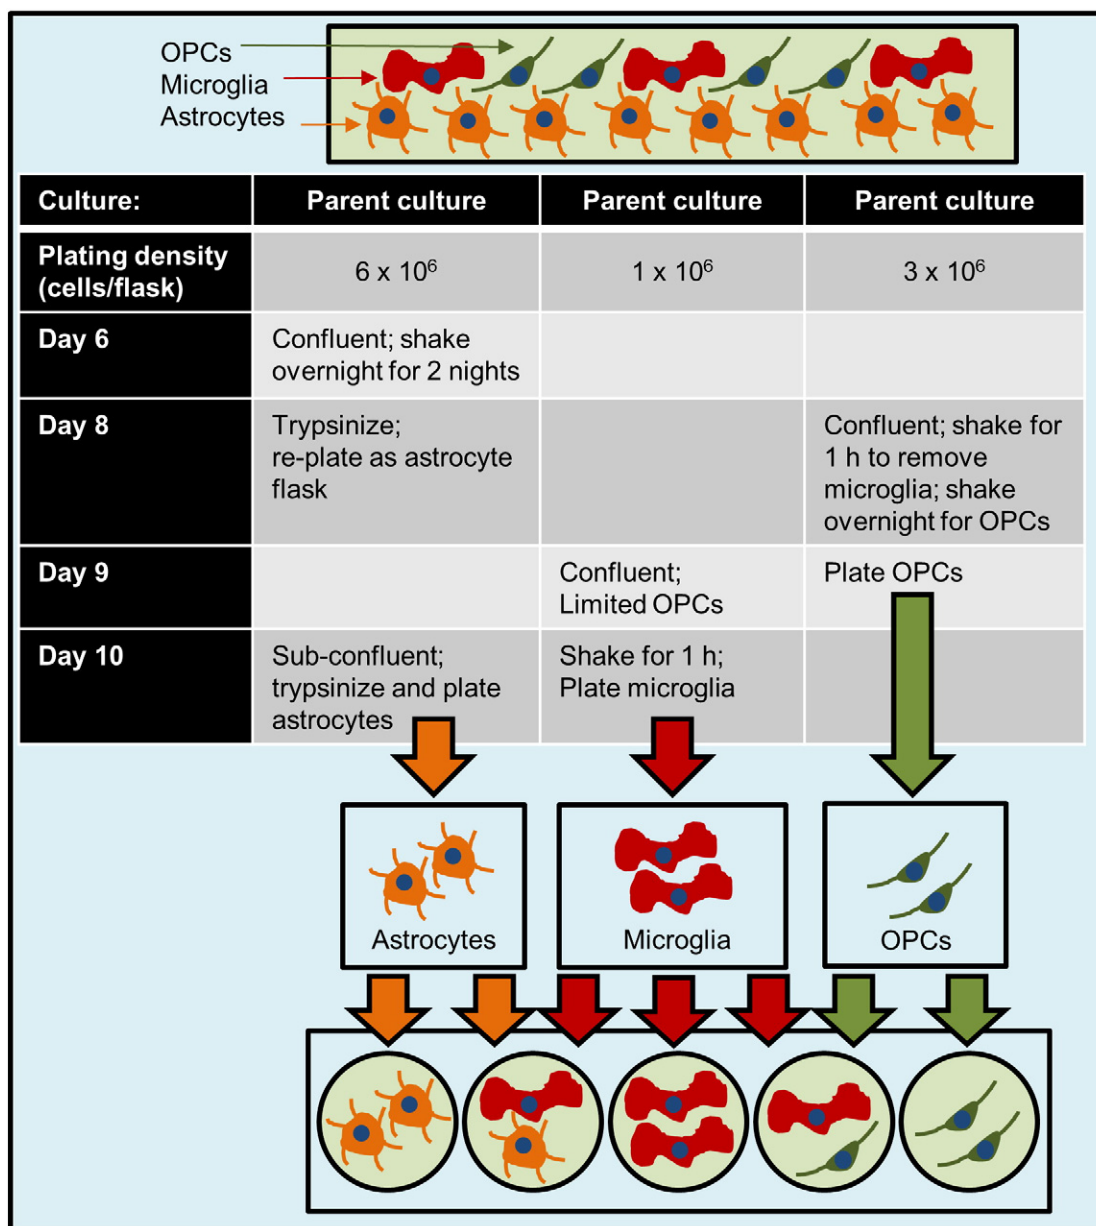 OPCs
Microglia
Astrocytes
Culture:
Parent culture
Parent culture
Parent culture
Plating density
(cells/flask)
6 x 10⁶
1 x 10⁶
3 x 10⁶
Day 6
Confluent; shake
overnight for 2 nights
Day 8
Trypsinize;
re-plate as astrocyte
flask
Confluent; shake for
1 h to remove
microglia; shake
overnight for OPCs
Day 9
Confluent;
Limited OPCs
Plate OPCs
Day 10
Sub-confluent;
trypsinize and plate
astrocytes
Shake for 1 h;
Plate microglia
Astrocytes
Microglia
OPCs